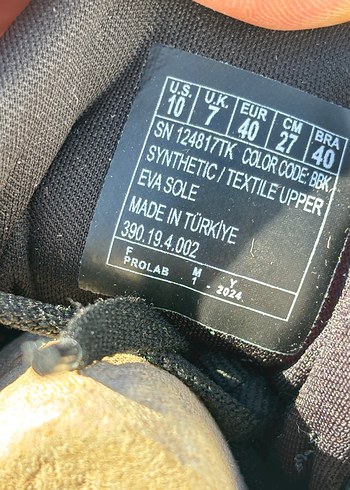 U.S. U.K. EUR CM BRA
10 7 40 27 40
SN 124817TK COLOR CODE: BBK
SYNTHETIC / TEXTILE UPPER
EVA SOLE
MADE IN TÜRKİYE
390.19.4.002
F M Y
PROLAB 1 - 2024